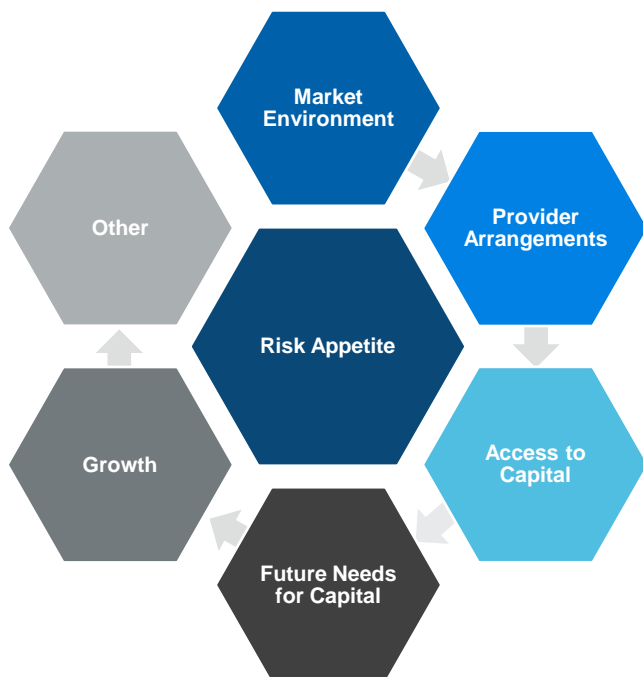 Market
Environment
Provider
Arrangements
Access to
Capital
Future Needs
for Capital
Growth
Other
Risk Appetite